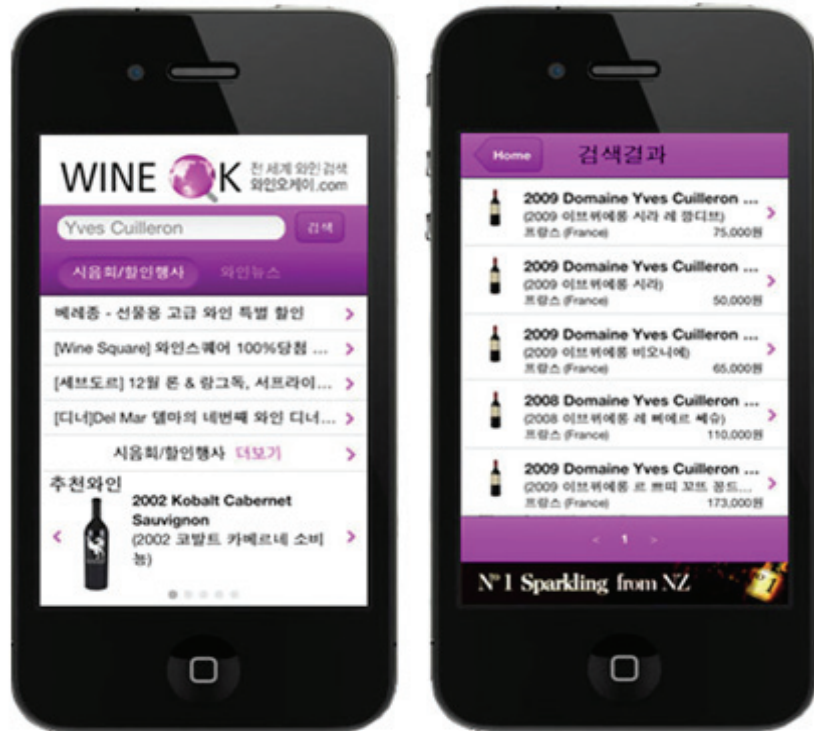 WINE OK
전 세계 와인 검색
와인오케이.com
Yves Cuilleron
검색
시음회/할인행사 와인뉴스
베레종 - 선물용 고급 와인 특별 할인
[Wine Square] 와인스퀘어 100%당첨 ...
[세브도르] 12월 론 & 랑그독, 서프라이...
[디너]Del Mar 델마의 네번째 와인 디너...
시음회/할인행사 더보기
추천와인
2002 Kobalt Cabernet
Sauvignon
(2002 코발트 카베르네 소비
뇽)
Home 검색결과
2009 Domaine Yves Cuilleron ...
(2009 이브뀌에롱 시라 레 깡디브)
프랑스 (France) 75,000원
2009 Domaine Yves Cuilleron ...
(2009 이브뀌에롱 시라)
프랑스 (France) 50,000원
2009 Domaine Yves Cuilleron ...
(2009 이브뀌에롱 비오니에)
프랑스 (France) 65,000원
2008 Domaine Yves Cuilleron ...
(2008 이브뀌에롱 레 삐에르 쎄슈)
프랑스 (France) 110,000원
2009 Domaine Yves Cuilleron ...
(2009 이브뀌에롱 르 쁘띠 꼬뜨 꽁드...
프랑스 (France) 173,000원
< 1 >
Nº 1 Sparkling from NZ